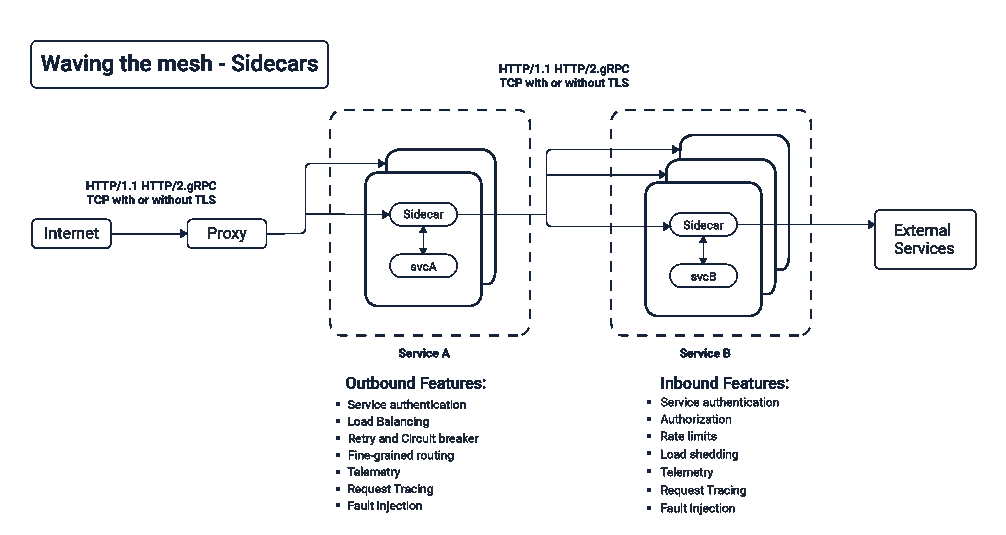 Waving the mesh - Sidecars
HTTP/1.1 HTTP/2.gRPC
TCP with or without TLS
HTTP/1.1 HTTP/2.gRPC
TCP with or without TLS
Internet
Proxy
Sidecar
svcA
Service A
Sidecar
svcB
Service B
External
Services
Outbound Features:
▪ Service authentication
▪ Load Balancing
▪ Retry and Circuit breaker
▪ Fine-grained routing
▪ Telemetry
▪ Request Tracing
▪ Fault Injection
Inbound Features:
▪ Service authentication
▪ Authorization
▪ Rate limits
▪ Load shedding
▪ Telemetry
▪ Request Tracing
▪ Fault Injection